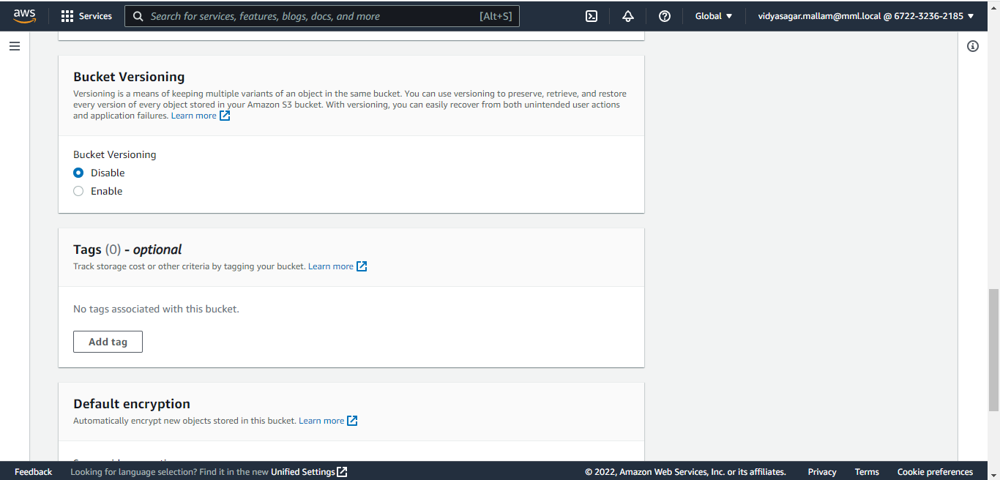 aws
Services
Search for services, features, blogs, docs, and more [Alt+S]
Global
vidyasagar.mallam@mml.local @ 6722-3236-2185
Bucket Versioning
Versioning is a means of keeping multiple variants of an object in the same bucket. You can use versioning to preserve, retrieve, and restore
every version of every object stored in your Amazon S3 bucket. With versioning, you can easily recover from both unintended user actions
and application failures. Learn more
Bucket Versioning
Disable
Enable
Tags (0) - optional
Track storage cost or other criteria by tagging your bucket. Learn more
No tags associated with this bucket.
Add tag
Default encryption
Automatically encrypt new objects stored in this bucket. Learn more
Feedback
Looking for language selection? Find it in the new Unified Settings
© 2022, Amazon Web Services, Inc. or its affiliates.
Privacy
Terms
Cookie preferences